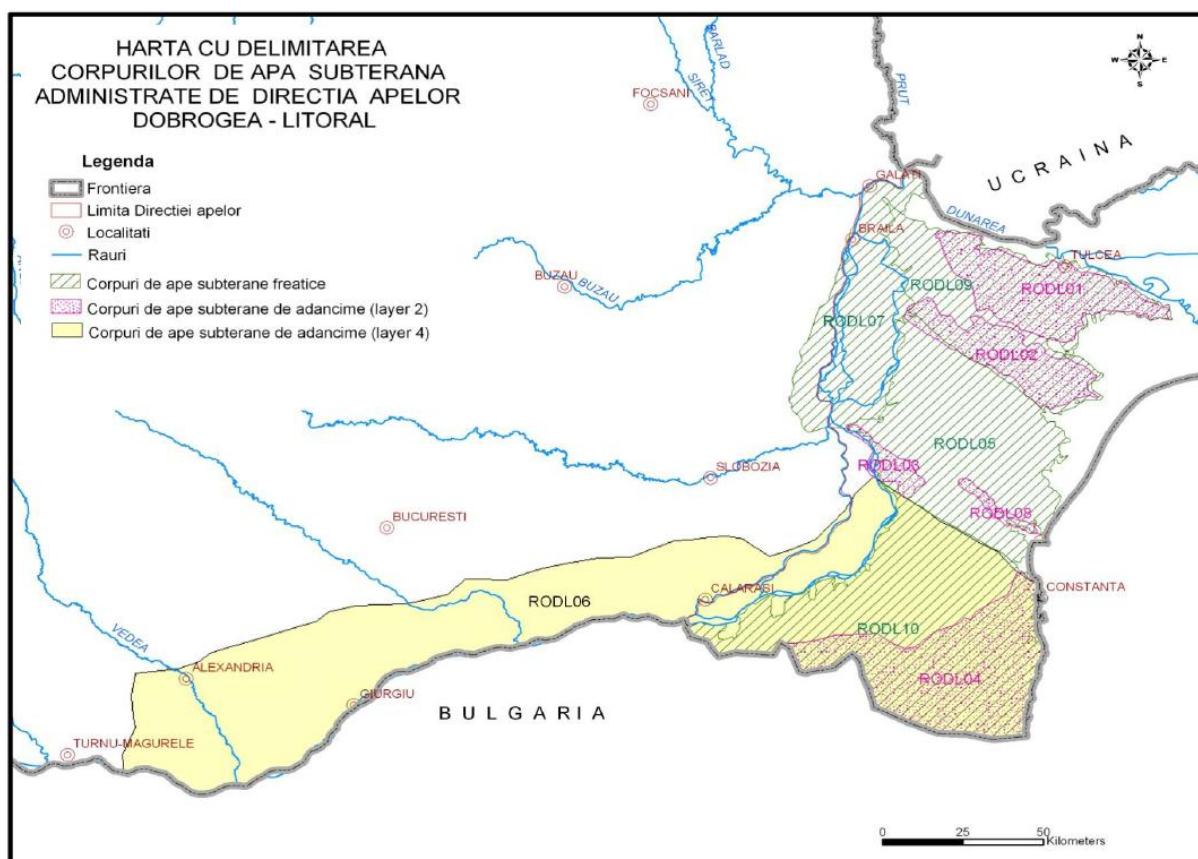 HARTA CU DELIMITAREA
CORPURILOR DE APA SUBTERANA
ADMINISTRATE DE DIRECTIA APELOR
DOBROGEA - LITORAL
Legenda
Frontiera
Limita Directiei apelor
Localitati
Rauri
Corpuri de ape subterane freatice
Corpuri de ape subterane de adancime (layer 2)
Corpuri de ape subterane de adancime (layer 4)
N
W E
S
BARLAD
SIRET
PRUT
FOCSANI
UCRAINA
GALATI
DUNAREA
BRAILA
TULCEA
BUZAU
BUZAU
RODL09
RODL01
RODL07
RODL02
RODL05
RODL03
SLOBOZIA
RODL08
BUCURESTI
CALARASI
CONSTANTA
RODL06
RODL10
VEDEA
ALEXANDRIA
RODL04
GIURGIU
BULGARIA
TURNU-MAGURELE
0 25 50
Kilometers